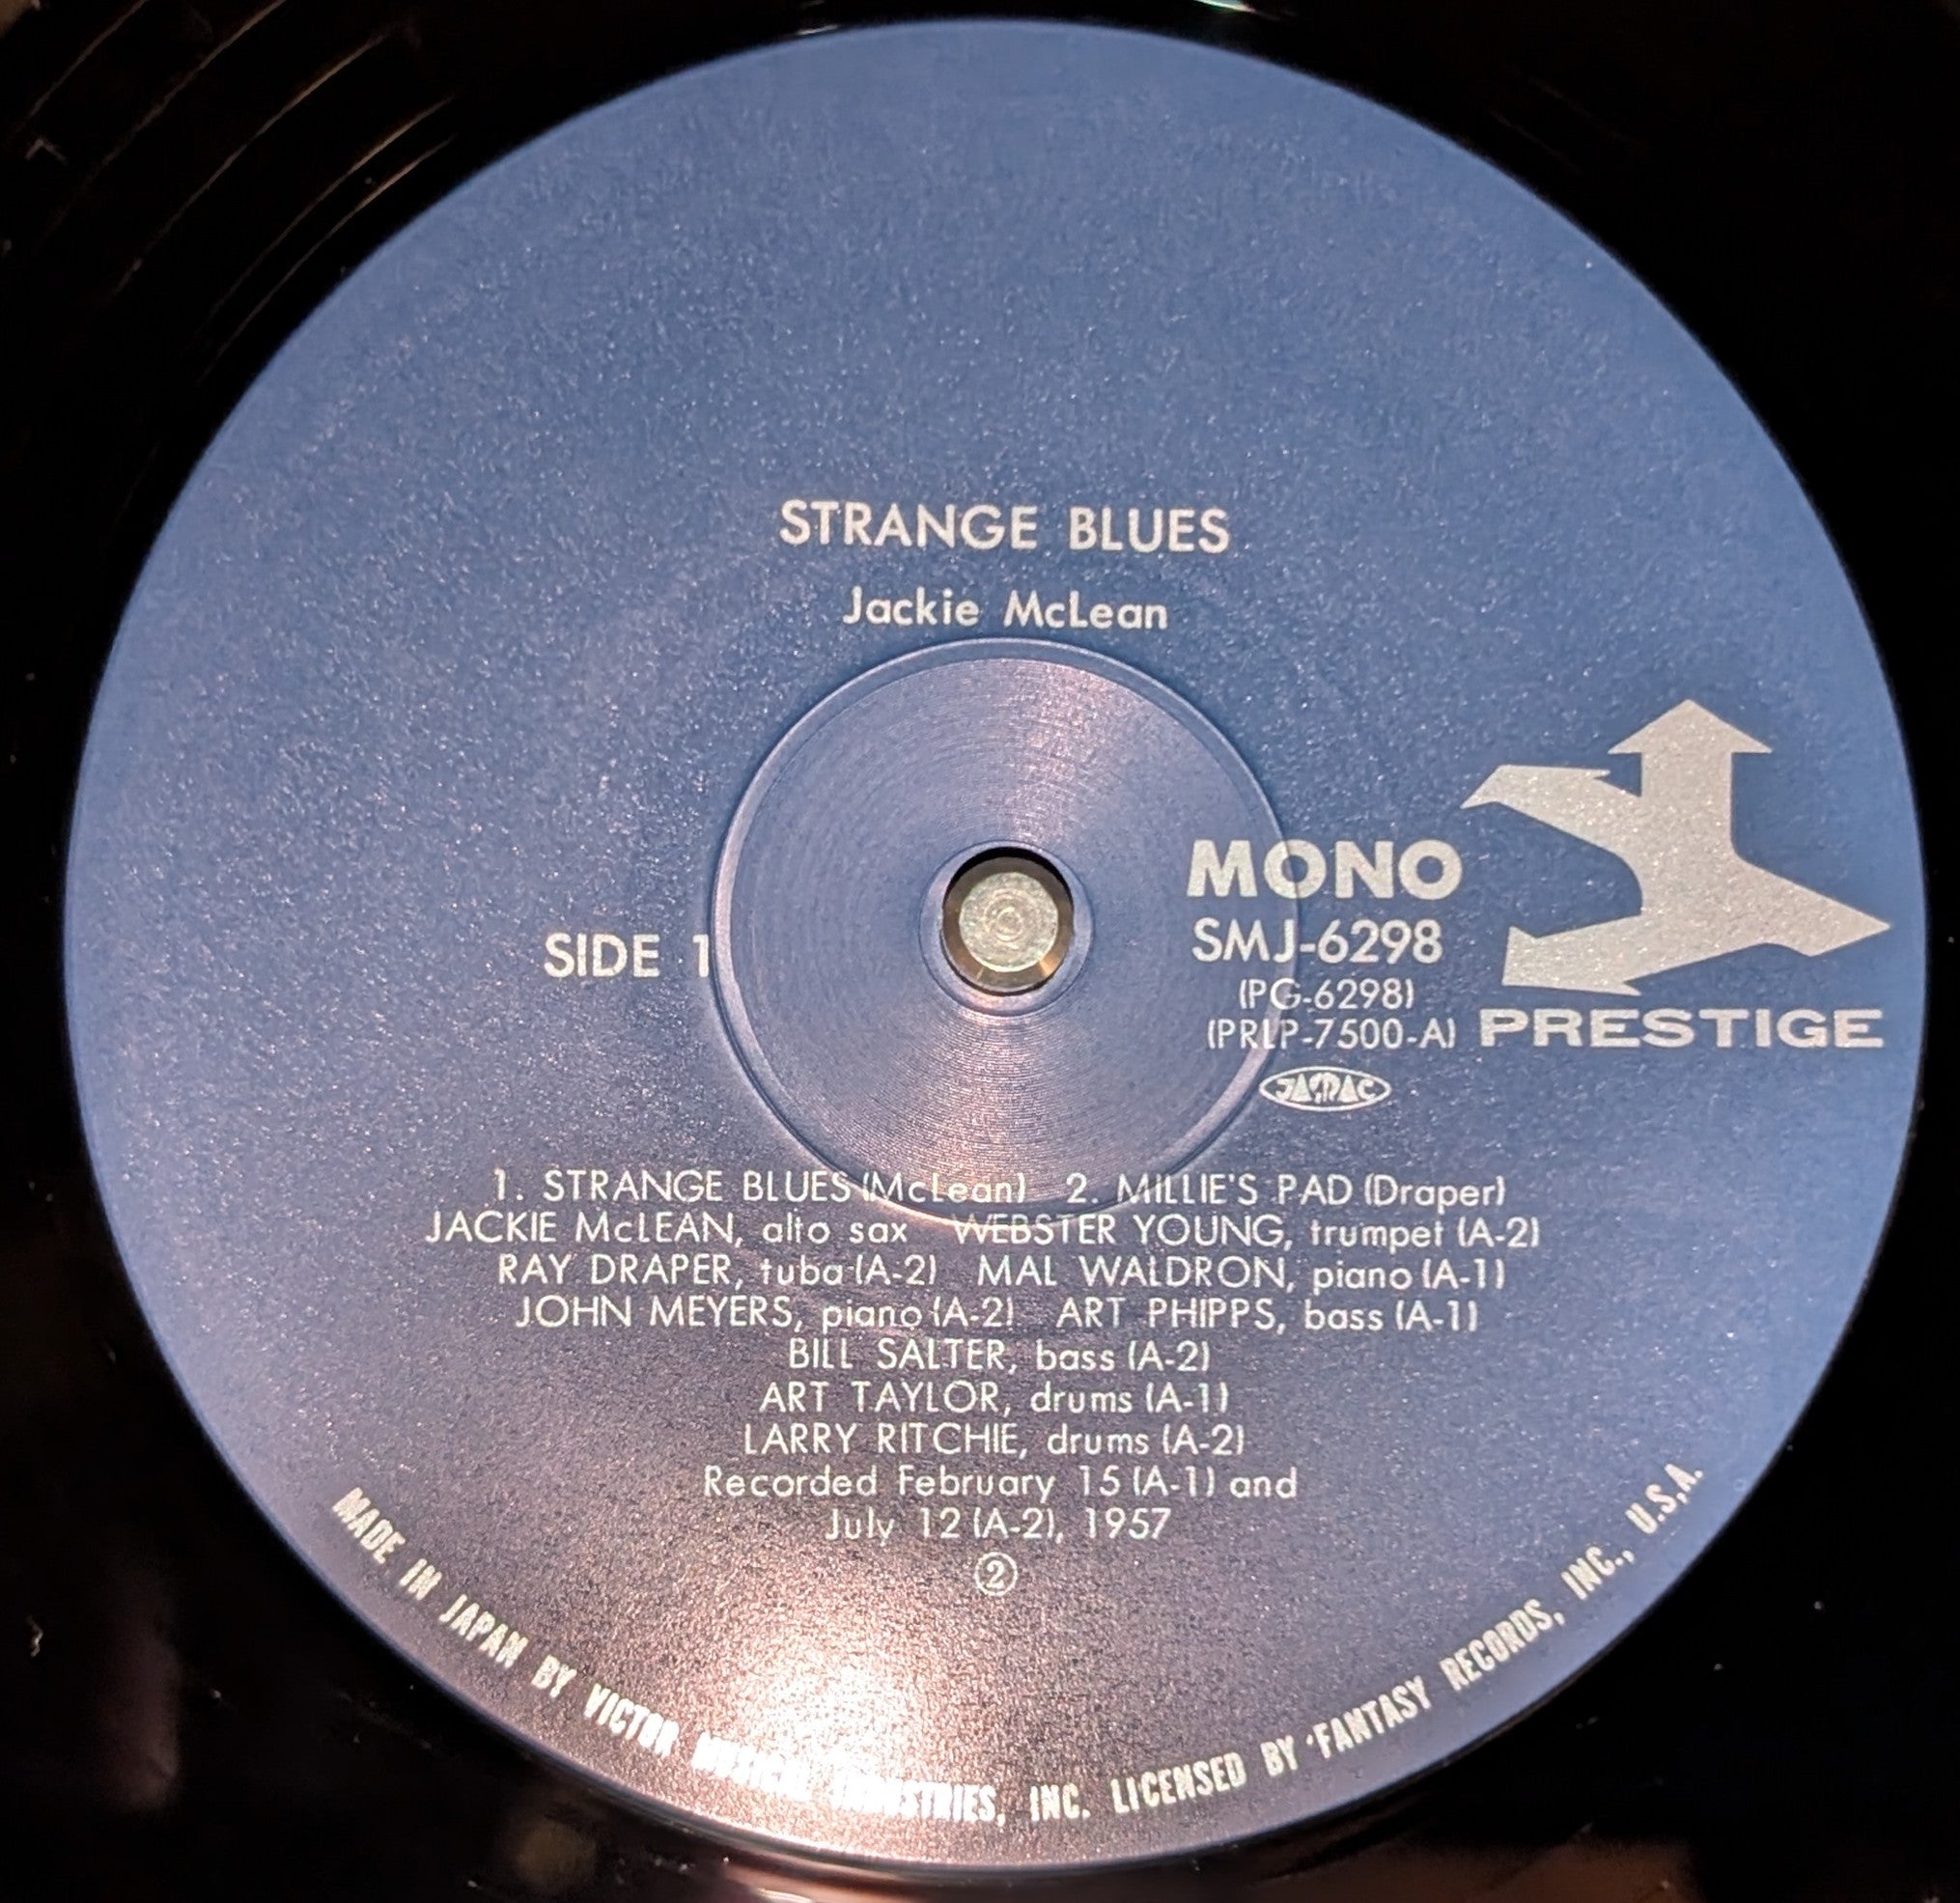 STRANGE BLUES
Jackie McLean
SIDE 1
MONO
SMJ-6298
(PG-6298)
(PRLP-7500-A)
JASRAC
PRESTIGE
1. STRANGE BLUES (McLean) 2. MILLIE'S PAD (Draper)
JACKIE McLEAN, alto sax WEBSTER YOUNG, trumpet (A-2)
RAY DRAPER, tuba (A-2) MAL WALDRON, piano (A-1)
JOHN MEYERS, piano (A-2) ART PHIPPS, bass (A-1)
BILL SALTER, bass (A-2)
ART TAYLOR, drums (A-1)
LARRY RITCHIE, drums (A-2)
Recorded February 15 (A-1) and
July 12 (A-2), 1957
②
MADE IN JAPAN BY VICTOR MUSICAL INDUSTRIES, INC. LICENSED BY FANTASY RECORDS, INC., U.S.A.